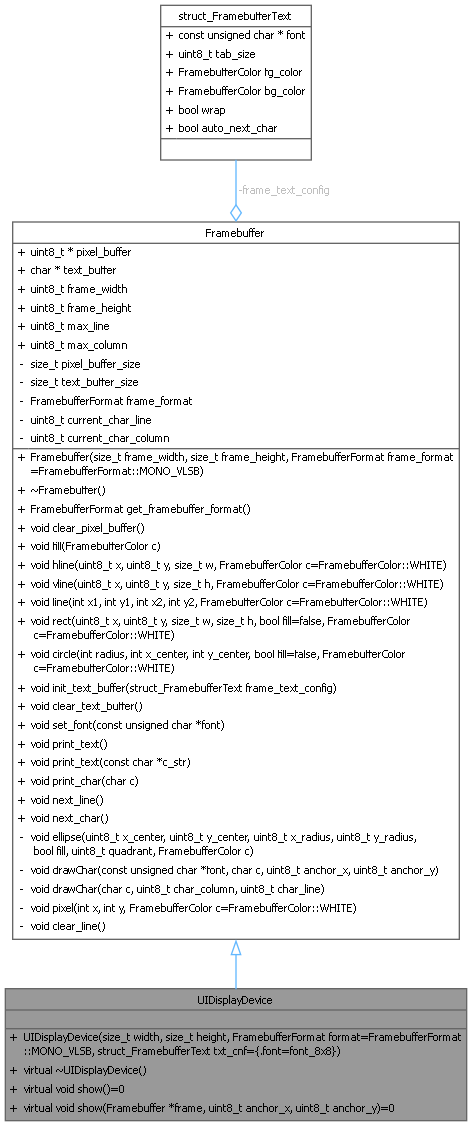 struct_FramebufferText
+ const unsigned char * font
+ uint8_t tab_size
+ FramebufferColor fg_color
+ FramebufferColor bg_color
+ bool wrap
+ bool auto_next_char
-frame_text_config
Framebuffer
+ uint8_t * pixel_buffer
+ char * text_buffer
+ uint8_t frame_width
+ uint8_t frame_height
+ uint8_t max_line
+ uint8_t max_column
- size_t pixel_buffer_size
- size_t text_buffer_size
- FramebufferFormat frame_format
- uint8_t current_char_line
- uint8_t current_char_column
+ Framebuffer(size_t frame_width, size_t frame_height, FramebufferFormat frame_format
=FramebufferFormat::MONO_VLSB)
+ ~Framebuffer()
+ FramebufferFormat get_framebuffer_format()
+ void clear_pixel_buffer()
+ void fill(FramebufferColor c)
+ void hline(uint8_t x, uint8_t y, size_t w, FramebufferColor c=FramebufferColor::WHITE)
+ void vline(uint8_t x, uint8_t y, size_t h, FramebufferColor c=FramebufferColor::WHITE)
+ void line(int x1, int y1, int x2, int y2, FramebufferColor c=FramebufferColor::WHITE)
+ void rect(uint8_t x, uint8_t y, size_t w, size_t h, bool fill=false, FramebufferColor
c=FramebufferColor::WHITE)
+ void circle(int radius, int x_center, int y_center, bool fill=false, FramebufferColor
c=FramebufferColor::WHITE)
+ void init_text_buffer(struct_FramebufferText frame_text_config)
+ void clear_text_buffer()
+ void set_font(const unsigned char *font)
+ void print_text()
+ void print_text(const char *c_str)
+ void print_char(char c)
+ void next_line()
+ void next_char()
- void ellipse(uint8_t x_center, uint8_t y_center, uint8_t x_radius, uint8_t y_radius,
bool fill, uint8_t quadrant, FramebufferColor c)
- void drawChar(const unsigned char *font, char c, uint8_t anchor_x, uint8_t anchor_y)
- void drawChar(char c, uint8_t char_column, uint8_t char_line)
- void pixel(int x, int y, FramebufferColor c=FramebufferColor::WHITE)
- void clear_line()
UIDisplayDevice
+ UIDisplayDevice(size_t width, size_t height, FramebufferFormat format=FramebufferFormat
::MONO_VLSB, struct_FramebufferText txt_cnf={.font=font_8x8})
+ virtual ~UIDisplayDevice()
+ virtual void show()=0
+ virtual void show(Framebuffer *frame, uint8_t anchor_x, uint8_t anchor_y)=0